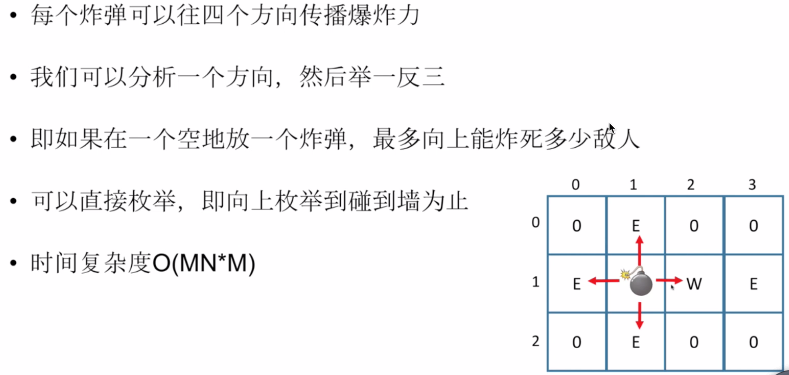 • 每个炸弹可以往四个方向传播爆炸力
• 我们可以分析一个方向，然后举一反三
• 即如果在一个空地放一个炸弹，最多向上能炸死多少敌人
• 可以直接枚举，即向上枚举到碰到墙为止
• 时间复杂度O(MN*M)
0 1 2 3
0 0 E 0 0
1 E W E
2 0 E 0 0